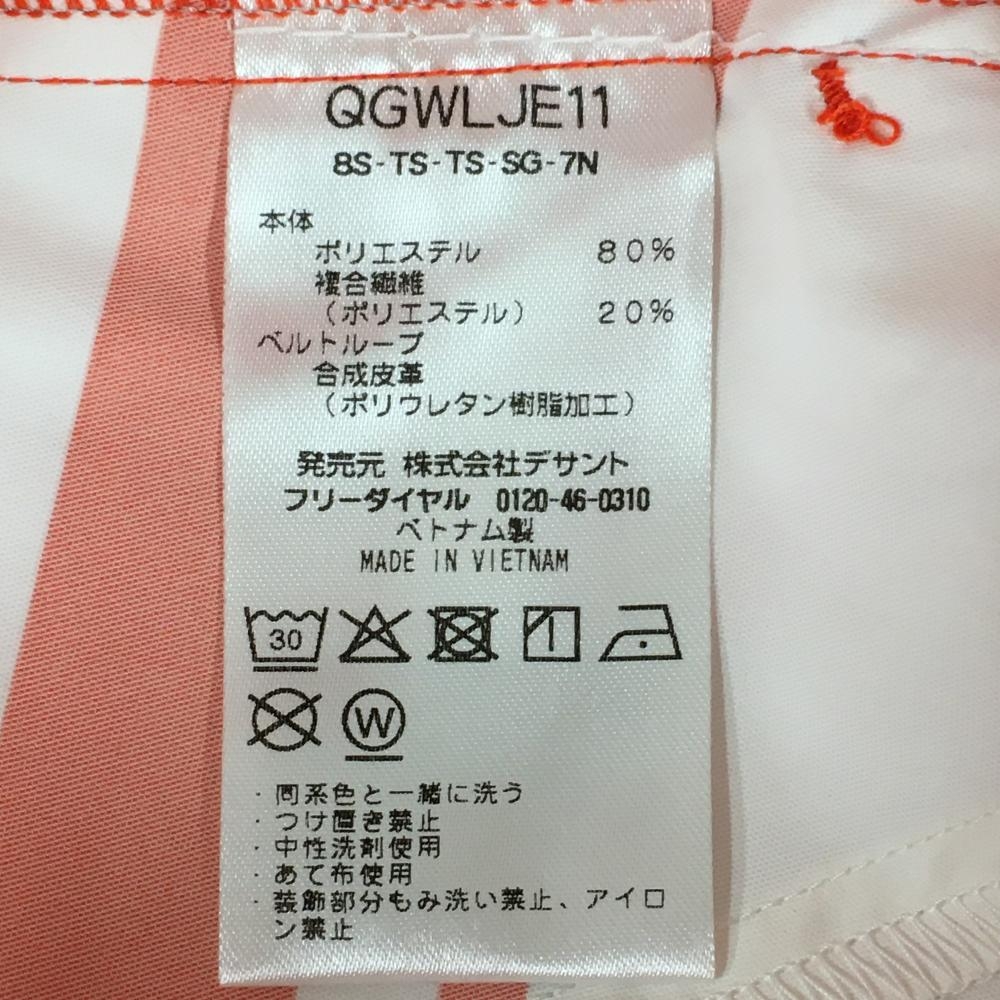 QGWLJE11
8S-TS-TS-SG-7N
本体
ポリエステル 80%
複合繊維
（ポリエステル） 20%
ベルトループ
合成皮革
（ポリウレタン樹脂加工）
発売元 株式会社デサント
フリーダイヤル 0120-46-0310
ベトナム製
MADE IN VIETNAM
30
W
・同系色と一緒に洗う
・つけ置き禁止
・中性洗剤使用
・あて布使用
・装飾部分もみ洗い禁止、アイロ
ン禁止